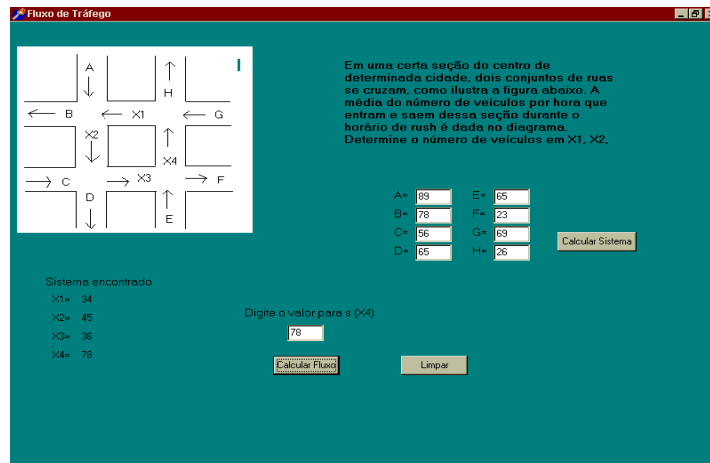 Fluxo de Tráfego
A
H
B
X1
G
X2
X4
C
X3
F
D
E
Em uma certa seção do centro de
determinada cidade, dois conjuntos de ruas
se cruzam, como ilustra a figura abaixo. A
média do número de veículos por hora que
entram e saem dessa seção durante o
horário de rush é dada no diagrama.
Determine o número de veículos em X1, X2,
A= 89 E= 65
B= 78 F= 23
C= 56 G= 69
D= 65 H= 26
Calcular Sistema
Sistema encontrado
X1= 34
X2= 45
X3= 36
X4= 78
Digite o valor para s (X4)
78
Calcular Fluxo
Limpar